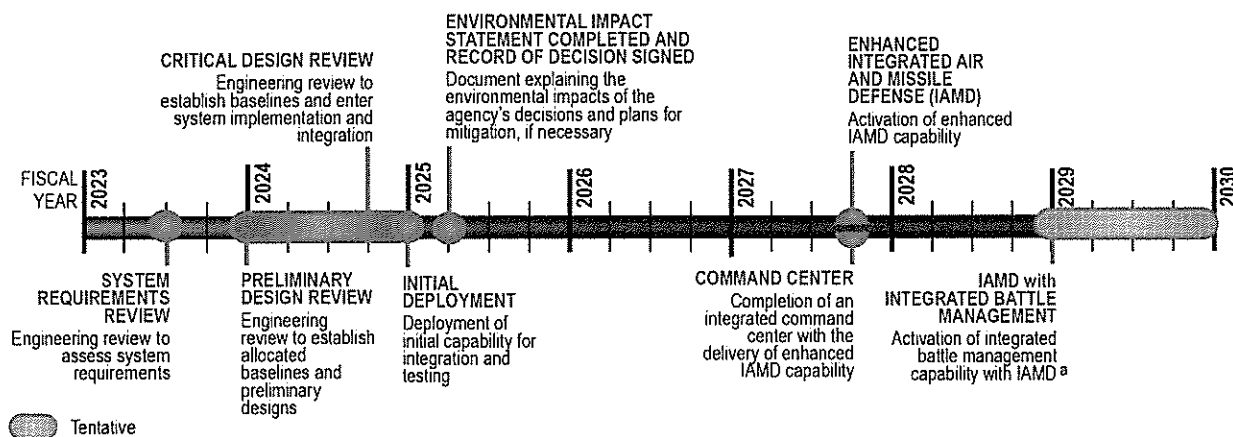 CRITICAL DESIGN REVIEW
Engineering review to
establish baselines and enter
system implementation and
integration
ENVIRONMENTAL IMPACT
STATEMENT COMPLETED AND
RECORD OF DECISION SIGNED
Document explaining the
environmental impacts of the
agency's decisions and plans for
mitigation, if necessary
ENHANCED
INTEGRATED AIR
AND MISSILE
DEFENSE (IAMD)
Activation of enhanced
IAMD capability
FISCAL
YEAR
2023
2024
2025
2026
2027
2028
2029
2030
SYSTEM
REQUIREMENTS
REVIEW
Engineering review to
assess system
requirements
PRELIMINARY
DESIGN REVIEW
Engineering
review to establish
allocated
baselines and
preliminary
designs
INITIAL
DEPLOYMENT
Deployment of
initial capability for
integration and
testing
COMMAND CENTER
Completion of an
integrated command
center with the
delivery of enhanced
IAMD capability
IAMD with
INTEGRATED BATTLE
MANAGEMENT
Activation of integrated
battle management
capability with IAMD a
Tentative